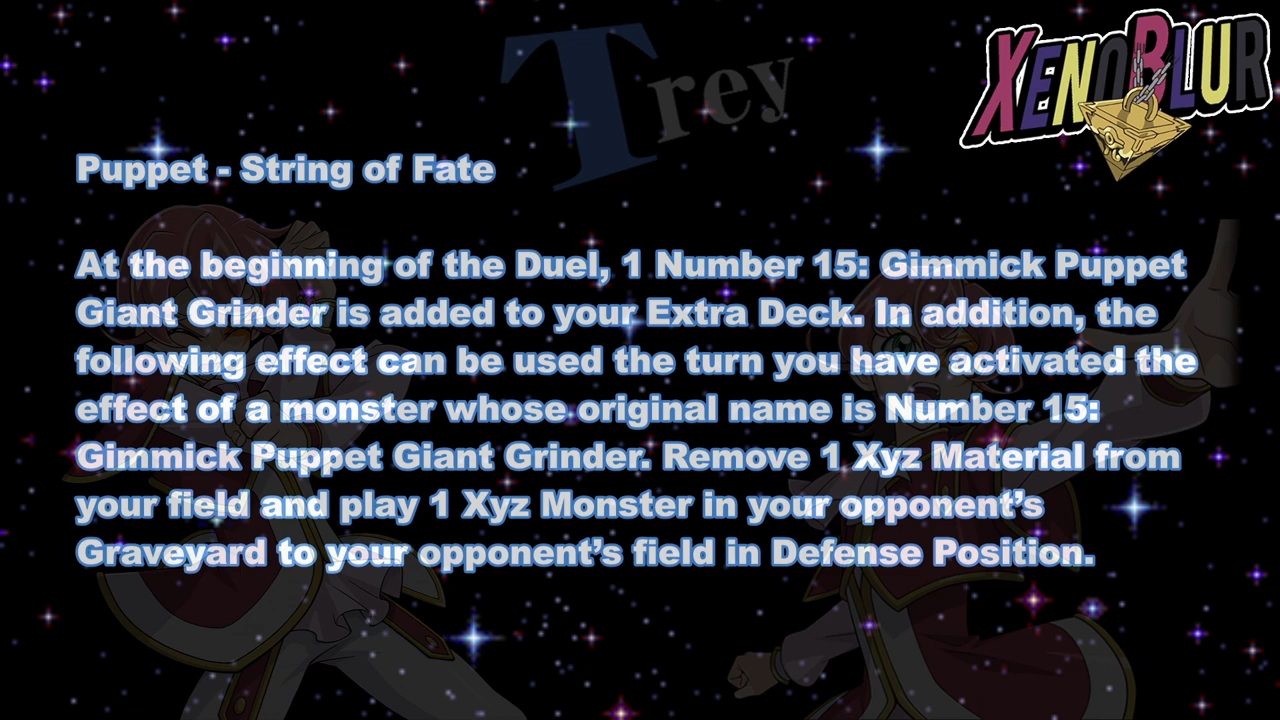 Trey
XENOBLUR
Puppet - String of Fate
At the beginning of the Duel, 1 Number 15: Gimmick Puppet
Giant Grinder is added to your Extra Deck. In addition, the
following effect can be used the turn you have activated the
effect of a monster whose original name is Number 15:
Gimmick Puppet Giant Grinder. Remove 1 Xyz Material from
your field and play 1 Xyz Monster in your opponent’s
Graveyard to your opponent’s field in Defense Position.